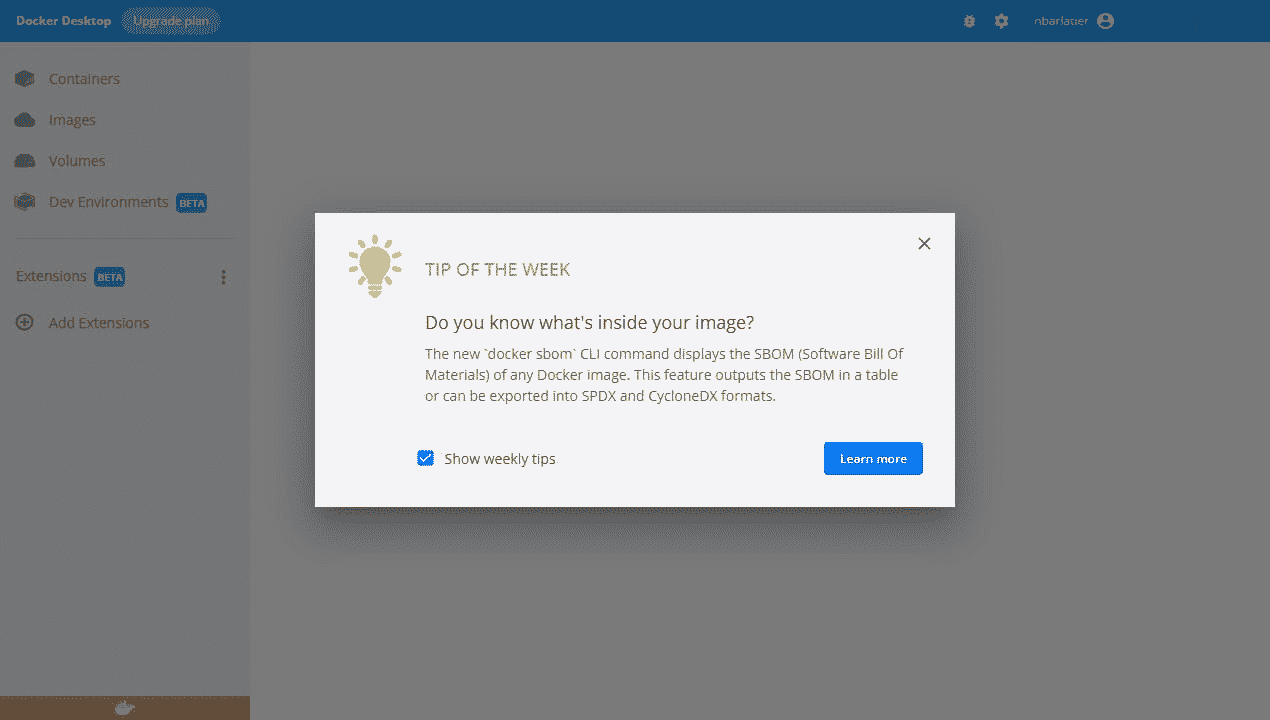 Docker Desktop Upgrade plan nbarfatier
Containers
Images
Volumes
Dev Environments BETA
Extensions BETA
Add Extensions
TIP OF THE WEEK
Do you know what's inside your image?
The new `docker sbom` CLI command displays the SBOM (Software Bill Of
Materials) of any Docker image. This feature outputs the SBOM in a table
or can be exported into SPDX and CycloneDX formats.
Show weekly tips
Learn more